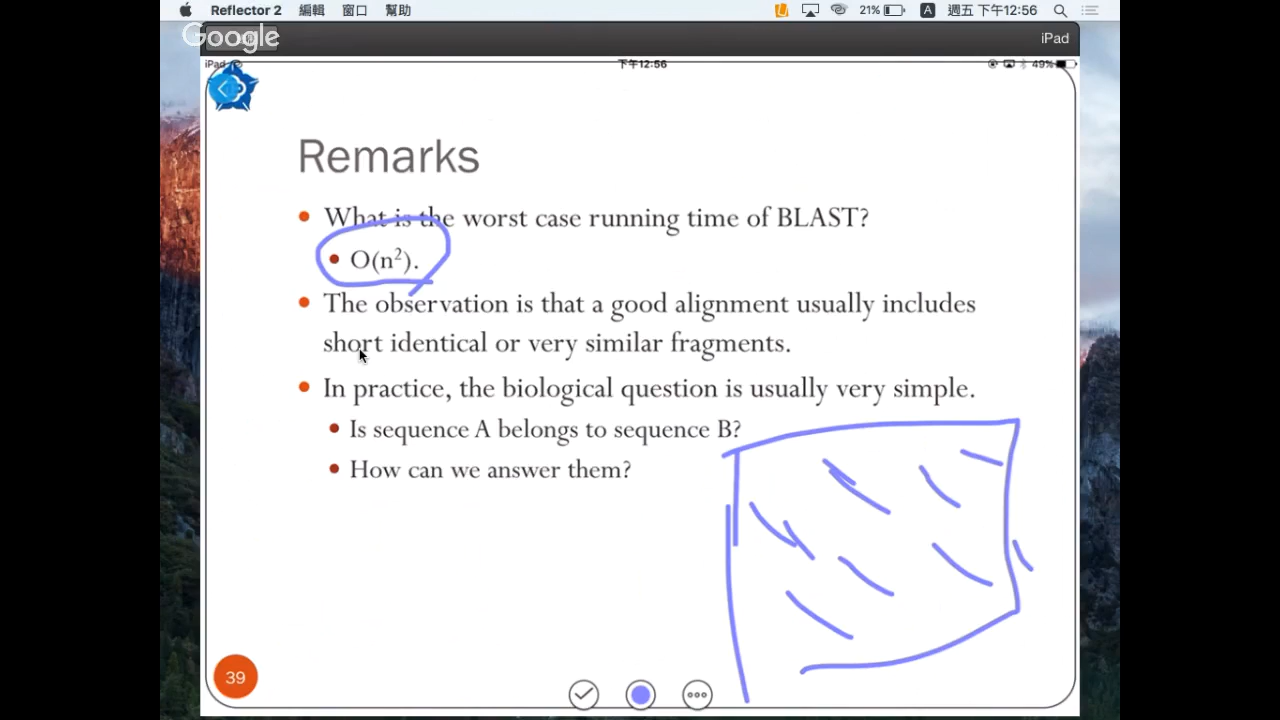 Reflector 2 編輯 窗口 幫助 21% A 週五 下午12:56
Google
iPad
iPad 下午12:56 49%
Remarks
• What is the worst case running time of BLAST?
• O(n²).
• The observation is that a good alignment usually includes
short identical or very similar fragments.
• In practice, the biological question is usually very simple.
• Is sequence A belongs to sequence B?
• How can we answer them?
39